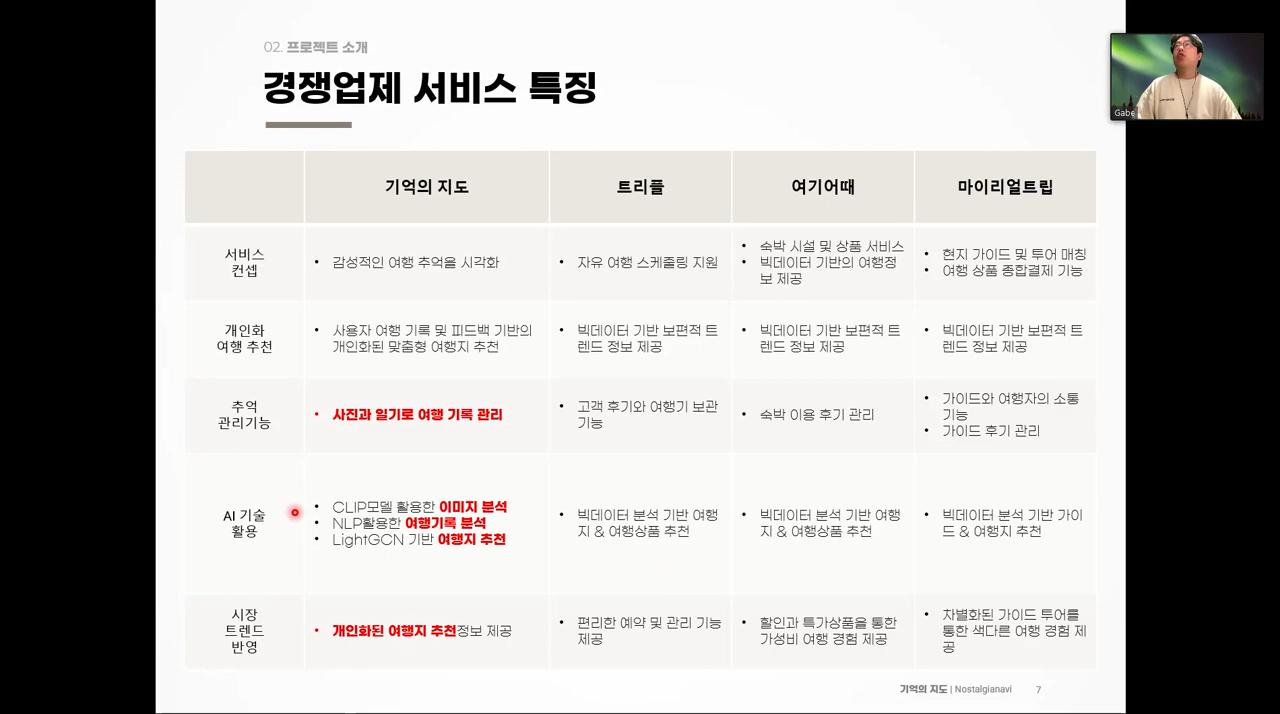 02. 프로젝트 소개
경쟁업제 서비스 특징
Gabe
기억의 지도
트리플
여기어때
마이리얼트립
서비스
컨셉
• 감성적인 여행 추억을 시각화
• 자유 여행 스케줄링 지원
• 숙박 시설 및 상품 서비스
• 빅데이터 기반의 여행정
보 제공
• 현지 가이드 및 투어 매칭
• 여행 상품 종합결제 기능
개인화
여행 추천
• 사용자 여행 기록 및 피드백 기반의
개인화된 맞춤형 여행지 추천
• 빅데이터 기반 보편적 트
렌드 정보 제공
• 빅데이터 기반 보편적 트
렌드 정보 제공
• 빅데이터 기반 보편적 트
렌드 정보 제공
추억
관리기능
• 사진과 일기로 여행 기록 관리
• 고객 후기와 여행기 보관
기능
• 숙박 이용 후기 관리
• 가이드와 여행자의 소통
기능
• 가이드 후기 관리
AI 기술
활용
• CLIP모델 활용한 이미지 분석
• NLP활용한 여행기록 분석
• LightGCN 기반 여행지 추천
• 빅데이터 분석 기반 여행
지 & 여행상품 추천
• 빅데이터 분석 기반 여행
지 & 여행상품 추천
• 빅데이터 분석 기반 가이
드 & 여행지 추천
시장
트렌드
반영
• 개인화된 여행지 추천정보 제공
• 편리한 예약 및 관리 기능
제공
• 할인과 특가상품을 통한
가성비 여행 경험 제공
• 차별화된 가이드 투어를
통한 색다른 여행 경험 제
공
기억의 지도 | Nostalgianavi 7